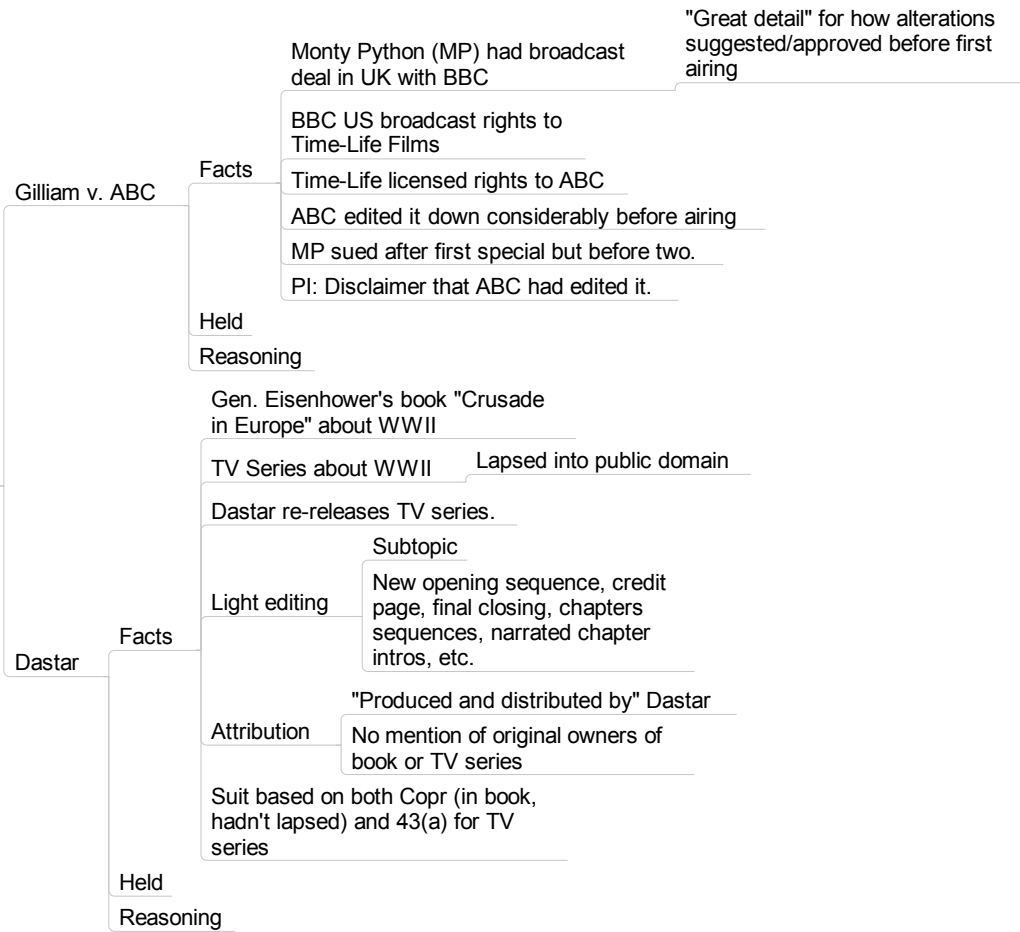 "Great detail" for how alterations
suggested/approved before first
airing
Monty Python (MP) had broadcast
deal in UK with BBC
BBC US broadcast rights to
Time-Life Films
Facts
Time-Life licensed rights to ABC
Gilliam v. ABC
ABC edited it down considerably before airing
MP sued after first special but before two.
PI: Disclaimer that ABC had edited it.
Held
Reasoning
Gen. Eisenhower's book "Crusade
in Europe" about WWII
TV Series about WWII
Lapsed into public domain
Dastar re-releases TV series.
Subtopic
Light editing
New opening sequence, credit
page, final closing, chapters
sequences, narrated chapter
intros, etc.
Facts
Dastar
"Produced and distributed by" Dastar
Attribution
No mention of original owners of
book or TV series
Suit based on both Copr (in book,
hadn't lapsed) and 43(a) for TV
series
Held
Reasoning